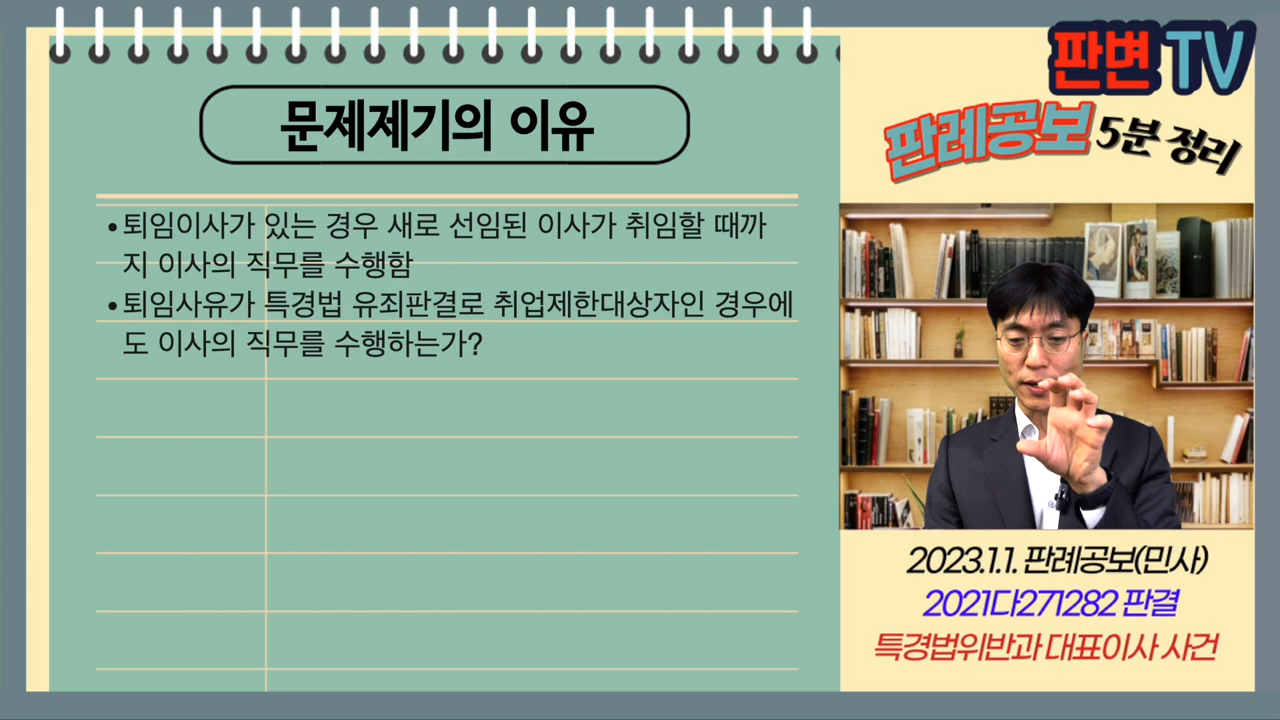 문제제기의 이유
•퇴임이사가 있는 경우 새로 선임된 이사가 취임할 때까
지 이사의 직무를 수행함
•퇴임사유가 특경법 유죄판결로 취업제한대상자인 경우에
도 이사의 직무를 수행하는가?
판변 TV
판례공보 5분 정리
2023.1.1. 판례공보(민사)
2021다271282 판결
특경법위반과 대표이사 사건